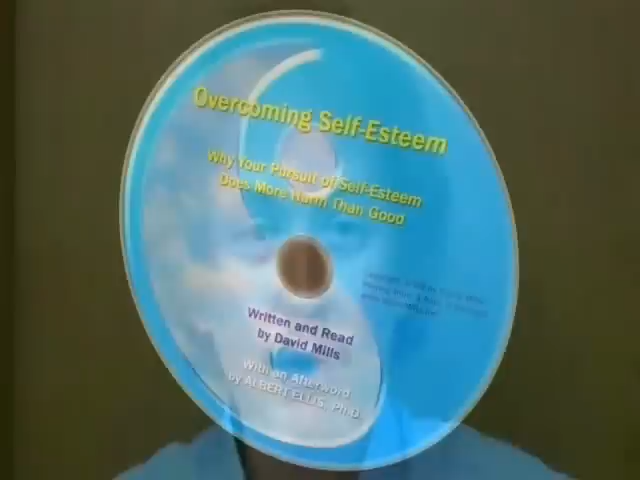 Overcoming Self-Esteem
Why Your Pursuit of Self-Esteem
Does More Harm Than Good
Written and Read
by David Mills
With an Afterword
by ALBERT ELLIS, Ph.D.